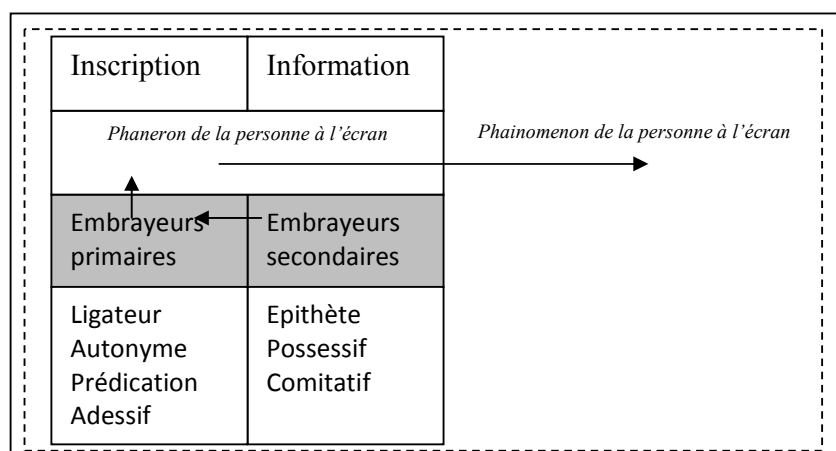 Inscription
Information
Phaneron de la personne à l’écran
Phainomenon de la personne à l’écran
Embrayeurs
primaires
Embrayeurs
secondaires
Ligateur
Autonyme
Prédication
Adessif
Epithète
Possessif
Comitatif